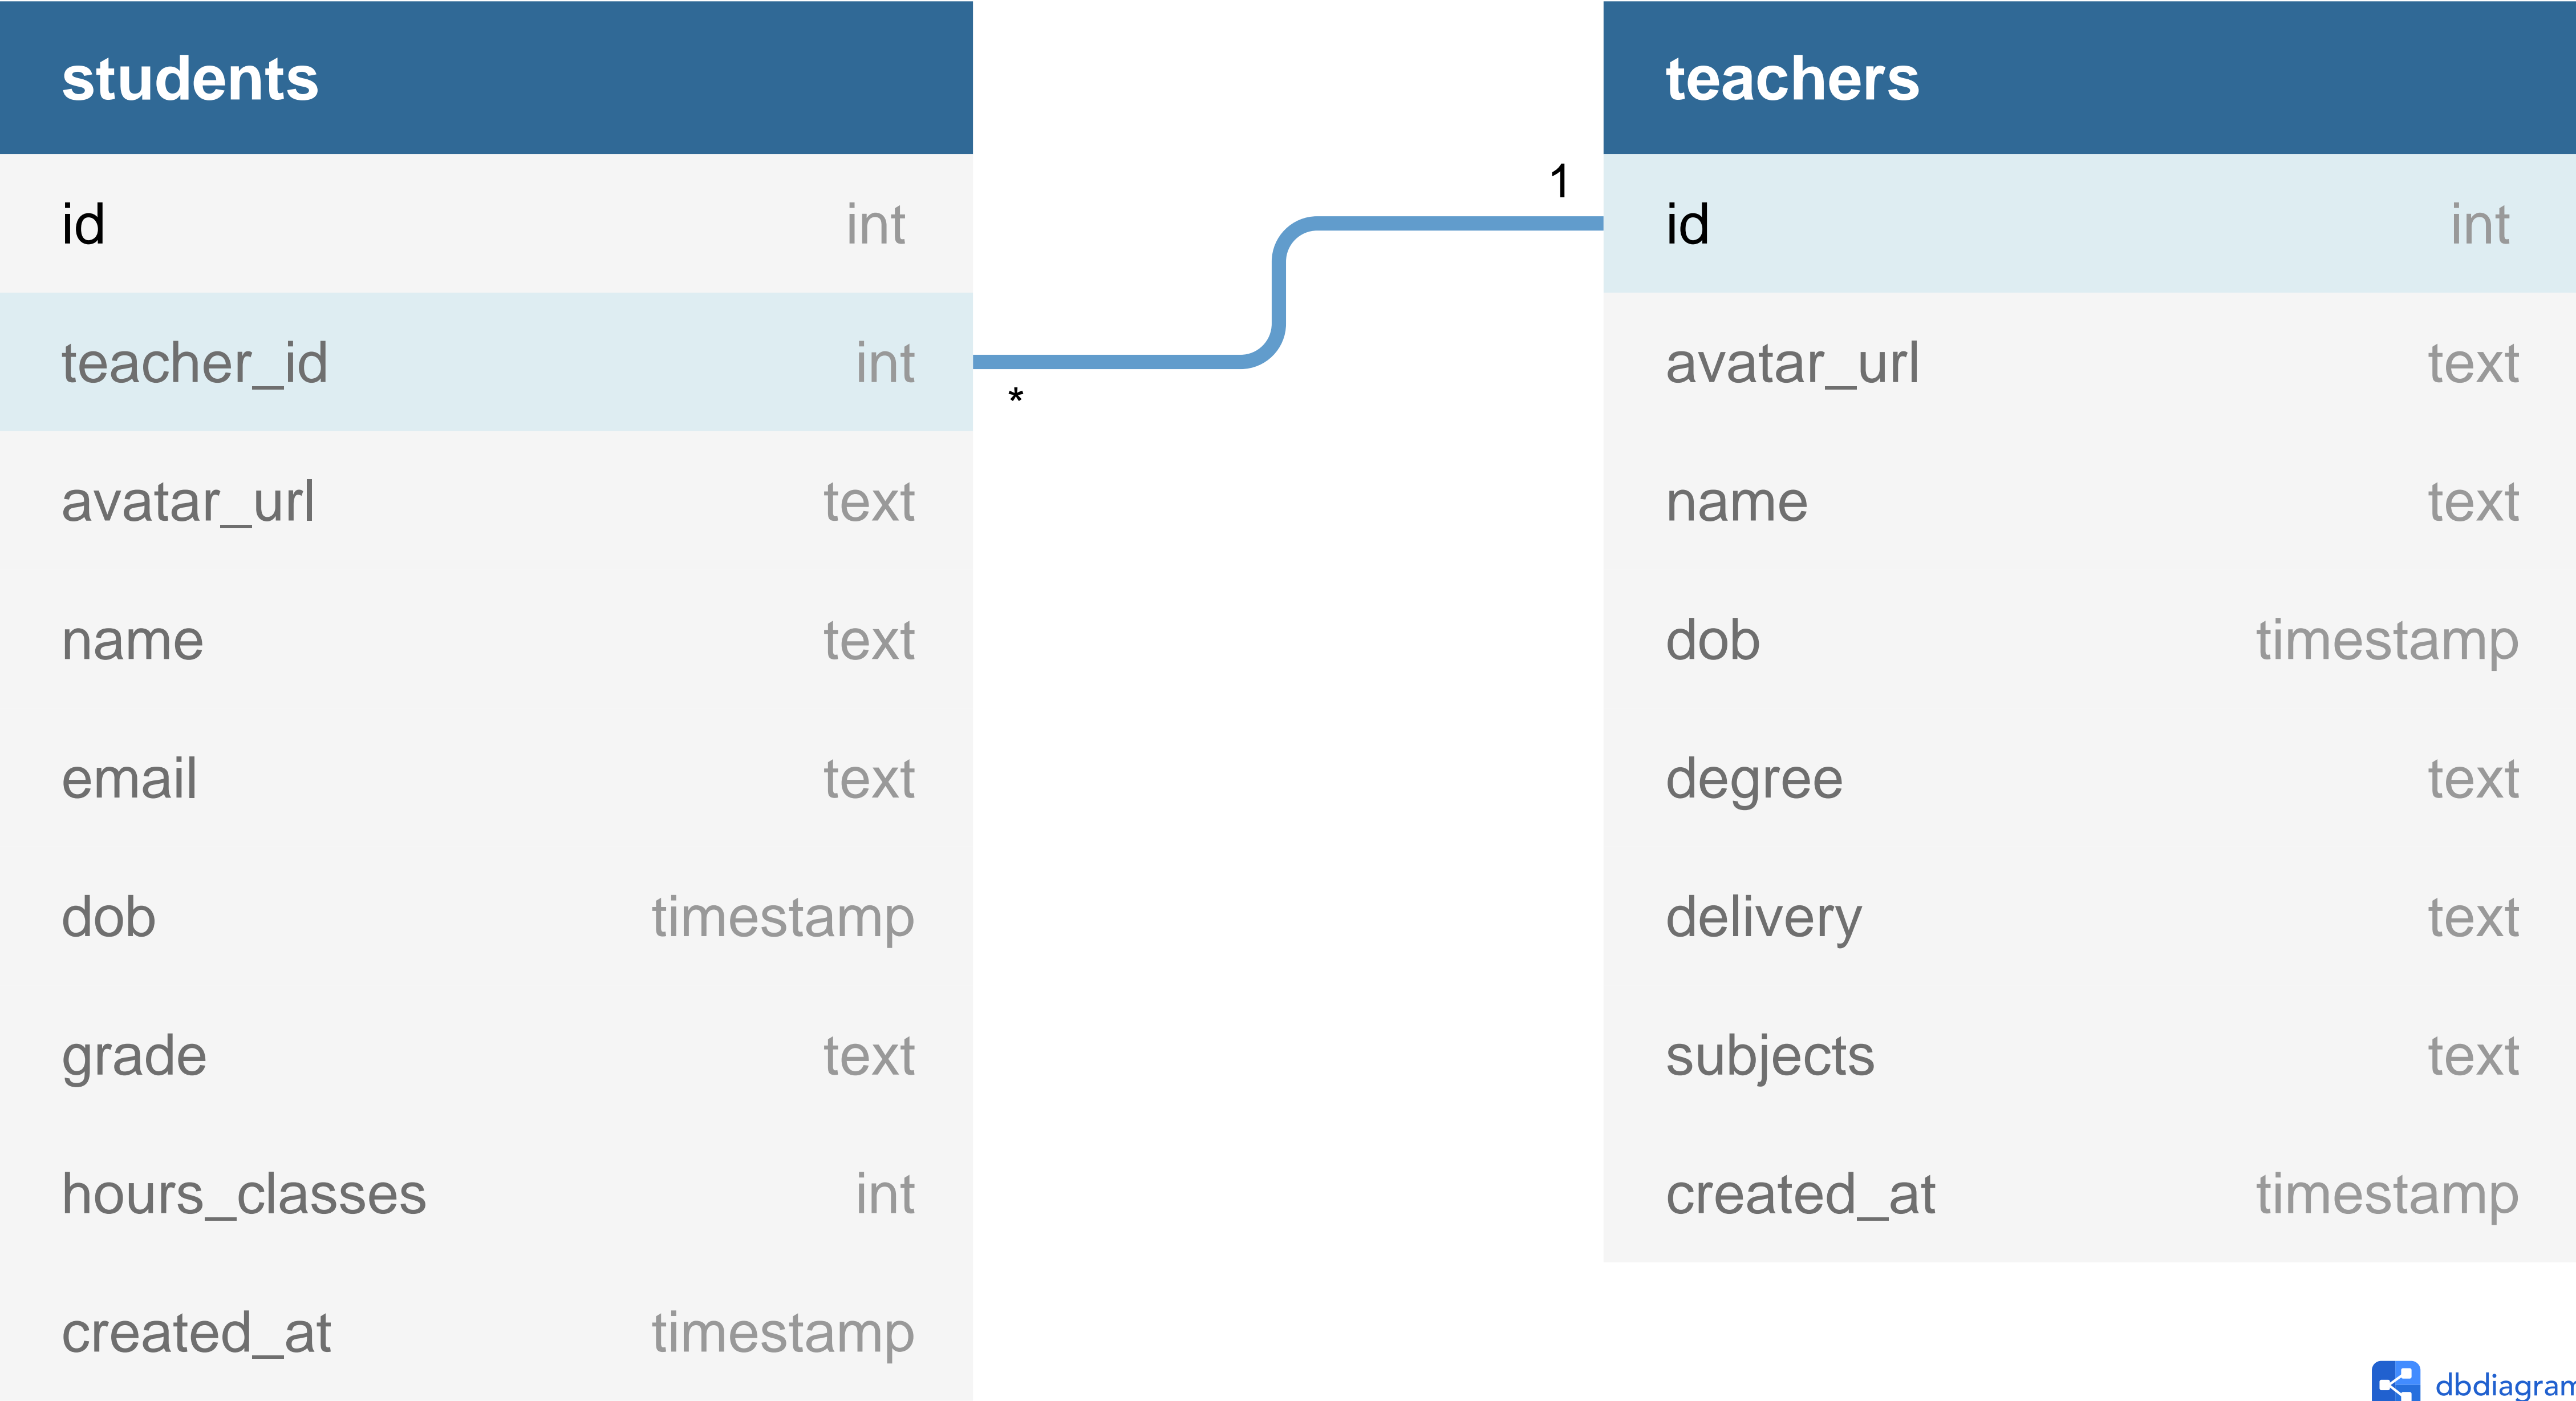 students
id int
teacher_id int
avatar_url text
name text
email text
dob timestamp
grade text
hours_classes int
created_at timestamp
1
*
teachers
id int
avatar_url text
name text
dob timestamp
degree text
delivery text
subjects text
created_at timestamp
dbdiagram